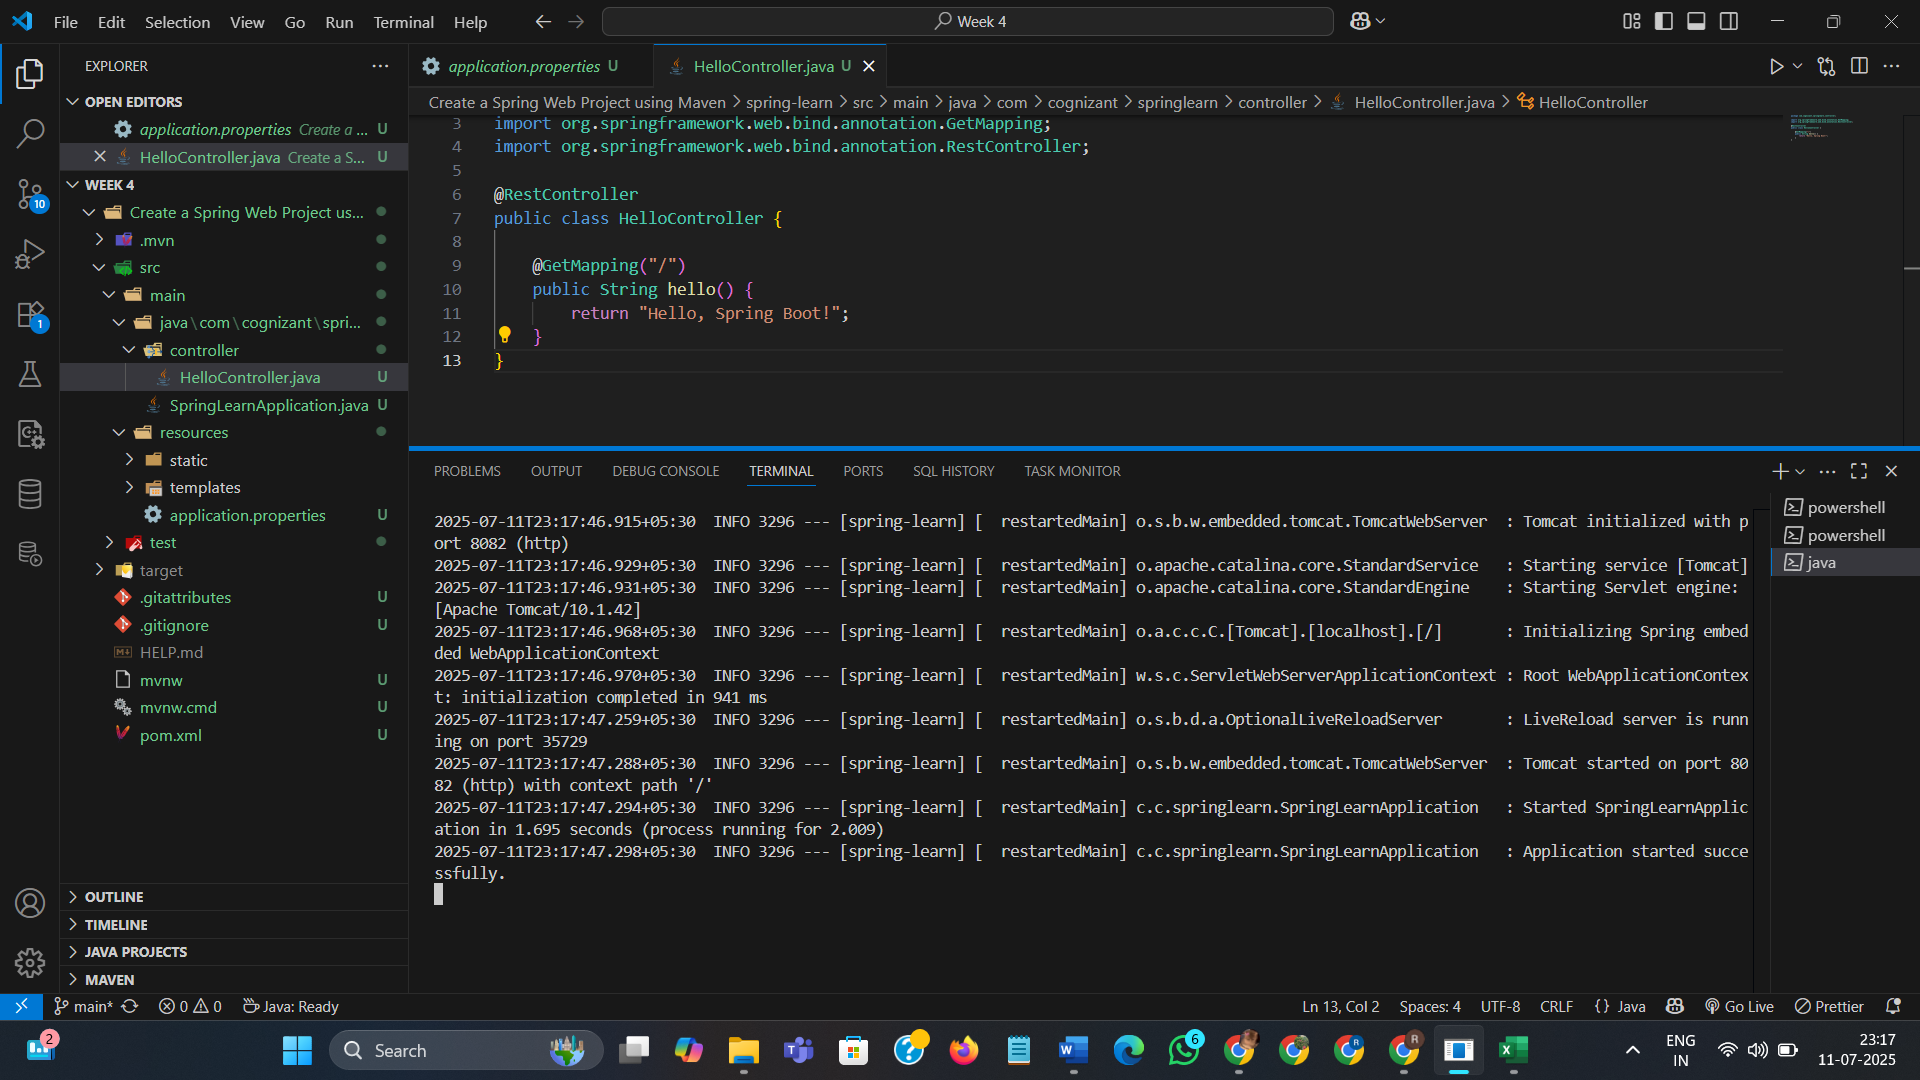 File Edit Selection View Go Run Terminal Help
Week 4
EXPLORER
OPEN EDITORS
application.properties Create a ... U
HelloController.java Create a S... U
WEEK 4
Create a Spring Web Project us...
.mvn
src
main
java\com\cognizant\spri...
controller
HelloController.java U
SpringLearnApplication.java U
resources
static
templates
application.properties U
test
target
.gitattributes U
.gitignore U
HELP.md
mvnw U
mvnw.cmd U
pom.xml U
OUTLINE
TIMELINE
JAVA PROJECTS
MAVEN
10
1
application.properties U
HelloController.java U
Create a Spring Web Project using Maven > spring-learn > src > main > java > com > cognizant > springlearn > controller > HelloController.java > HelloController
3 import org.springframework.web.bind.annotation.GetMapping;
4 import org.springframework.web.bind.annotation.RestController;
5
6 @RestController
7 public class HelloController {
8
9 @GetMapping("/")
10 public String hello() {
11 return "Hello, Spring Boot!";
12 }
13 }
PROBLEMS OUTPUT DEBUG CONSOLE TERMINAL PORTS SQL HISTORY TASK MONITOR
2025-07-11T23:17:46.915+05:30 INFO 3296 --- [spring-learn] [ restartedMain] o.s.b.w.embedded.tomcat.TomcatWebServer : Tomcat initialized with p
ort 8082 (http)
2025-07-11T23:17:46.929+05:30 INFO 3296 --- [spring-learn] [ restartedMain] o.apache.catalina.core.StandardService : Starting service [Tomcat]
2025-07-11T23:17:46.931+05:30 INFO 3296 --- [spring-learn] [ restartedMain] o.apache.catalina.core.StandardEngine : Starting Servlet engine:
[Apache Tomcat/10.1.42]
2025-07-11T23:17:46.968+05:30 INFO 3296 --- [spring-learn] [ restartedMain] o.a.c.c.C.[Tomcat].[localhost].[/] : Initializing Spring embed
ded WebApplicationContext
2025-07-11T23:17:46.970+05:30 INFO 3296 --- [spring-learn] [ restartedMain] w.s.c.ServletWebServerApplicationContext : Root WebApplicationContex
t: initialization completed in 941 ms
2025-07-11T23:17:47.259+05:30 INFO 3296 --- [spring-learn] [ restartedMain] o.s.b.d.a.OptionalLiveReloadServer : LiveReload server is runn
ing on port 35729
2025-07-11T23:17:47.288+05:30 INFO 3296 --- [spring-learn] [ restartedMain] o.s.b.w.embedded.tomcat.TomcatWebServer : Tomcat started on port 80
82 (http) with context path '/'
2025-07-11T23:17:47.294+05:30 INFO 3296 --- [spring-learn] [ restartedMain] c.c.springlearn.SpringLearnApplication : Started SpringLearnApplic
ation in 1.695 seconds (process running for 2.009)
2025-07-11T23:17:47.298+05:30 INFO 3296 --- [spring-learn] [ restartedMain] c.c.springlearn.SpringLearnApplication : Application started succe
ssfully.
powershell
powershell
java
main* 0 0 Java: Ready
Ln 13, Col 2 Spaces: 4 UTF-8 CRLF {} Java Go Live Prettier
2
Search
6
ENG
IN
23:17
11-07-2025